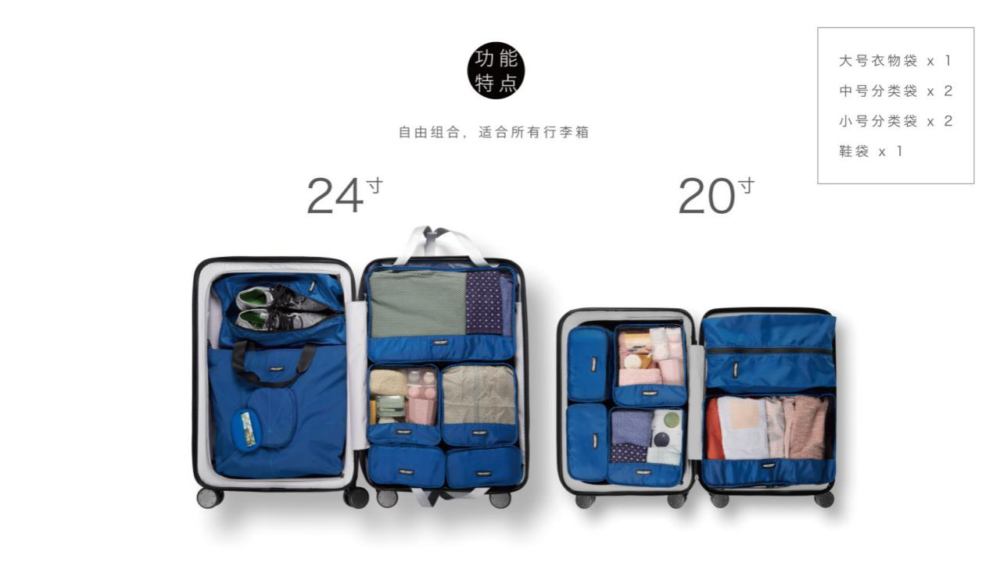 功能
特点
自由组合，适合所有行李箱
24寸
20寸
大号衣物袋 x 1
中号分类袋 x 2
小号分类袋 x 2
鞋袋 x 1